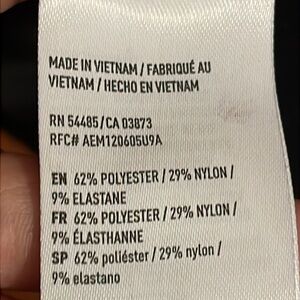 MADE IN VIETNAM / FABRIQUÉ AU
VIETNAM / HECHO EN VIETNAM
RN 54485/CA 03873
RFC# AEM120605U9A
EN 62% POLYESTER / 29% NYLON /
9% ELASTANE
FR 62% POLYESTER / 29% NYLON /
9% ÉLASTHANNE
SP 62% poliéster / 29% nylon /
9% elastano